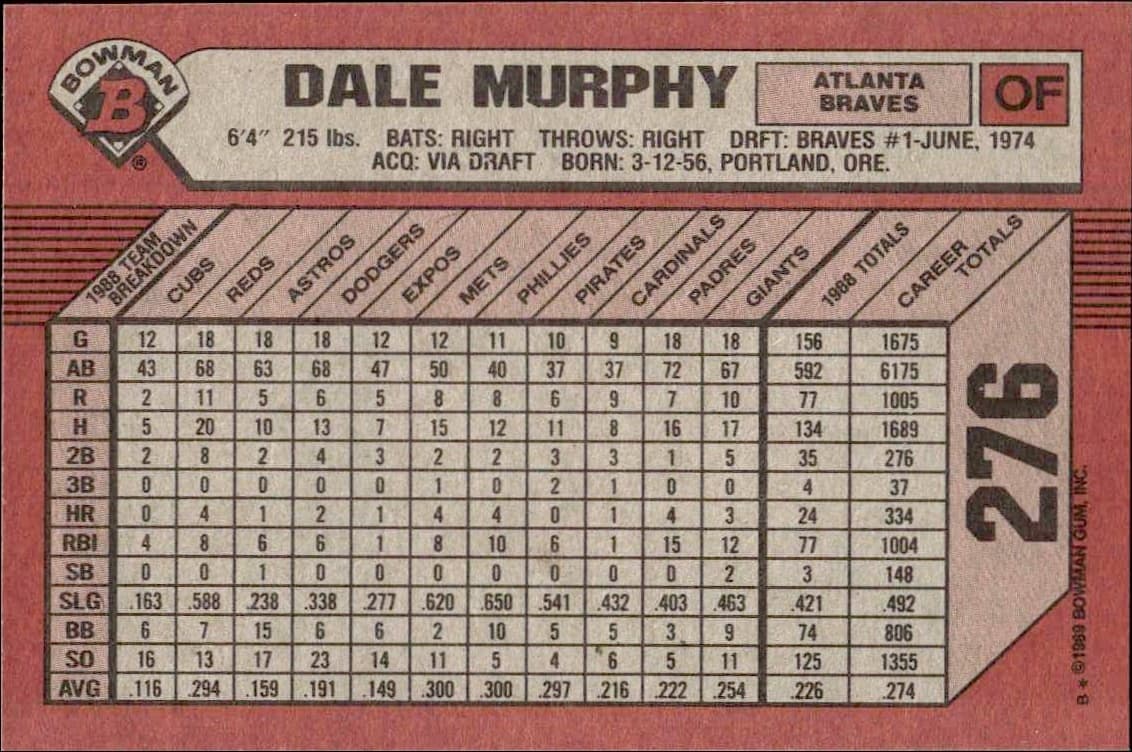 BOWMAN
B
®
DALE MURPHY
ATLANTA
BRAVES
OF
6'4" 215 lbs. BATS: RIGHT THROWS: RIGHT DRFT: BRAVES #1-JUNE, 1974
ACQ: VIA DRAFT BORN: 3-12-56, PORTLAND, ORE.
1988 TEAM BREAKDOWN CUBS REDS ASTROS DODGERS EXPOS METS PHILLIES PIRATES CARDINALS PADRES GIANTS 1988 TOTALS CAREER TOTALS
G 12 18 18 18 12 12 11 10 9 18 18 156 1675
AB 43 68 63 68 47 50 40 37 37 72 67 592 6175
R 2 11 5 6 5 8 8 6 9 7 10 77 1005
H 5 20 10 13 7 15 12 11 8 16 17 134 1689
2B 2 8 2 4 3 2 2 3 3 1 5 35 276
3B 0 0 0 0 0 1 0 2 1 0 0 4 37
HR 0 4 1 2 1 4 4 0 1 4 3 24 334
RBI 4 8 6 6 1 8 10 6 1 15 12 77 1004
SB 0 0 1 0 0 0 0 0 0 0 2 3 148
SLG .163 .588 .238 .338 .277 .620 .650 .541 .432 .403 .463 .421 .492
BB 6 7 15 6 6 2 10 5 5 3 9 74 806
SO 16 13 17 23 14 11 5 4 6 5 11 125 1355
AVG .116 .294 .159 .191 .149 .300 .300 .297 .216 .222 .254 .226 .274
276
B * ©1989 BOWMAN GUM, INC.